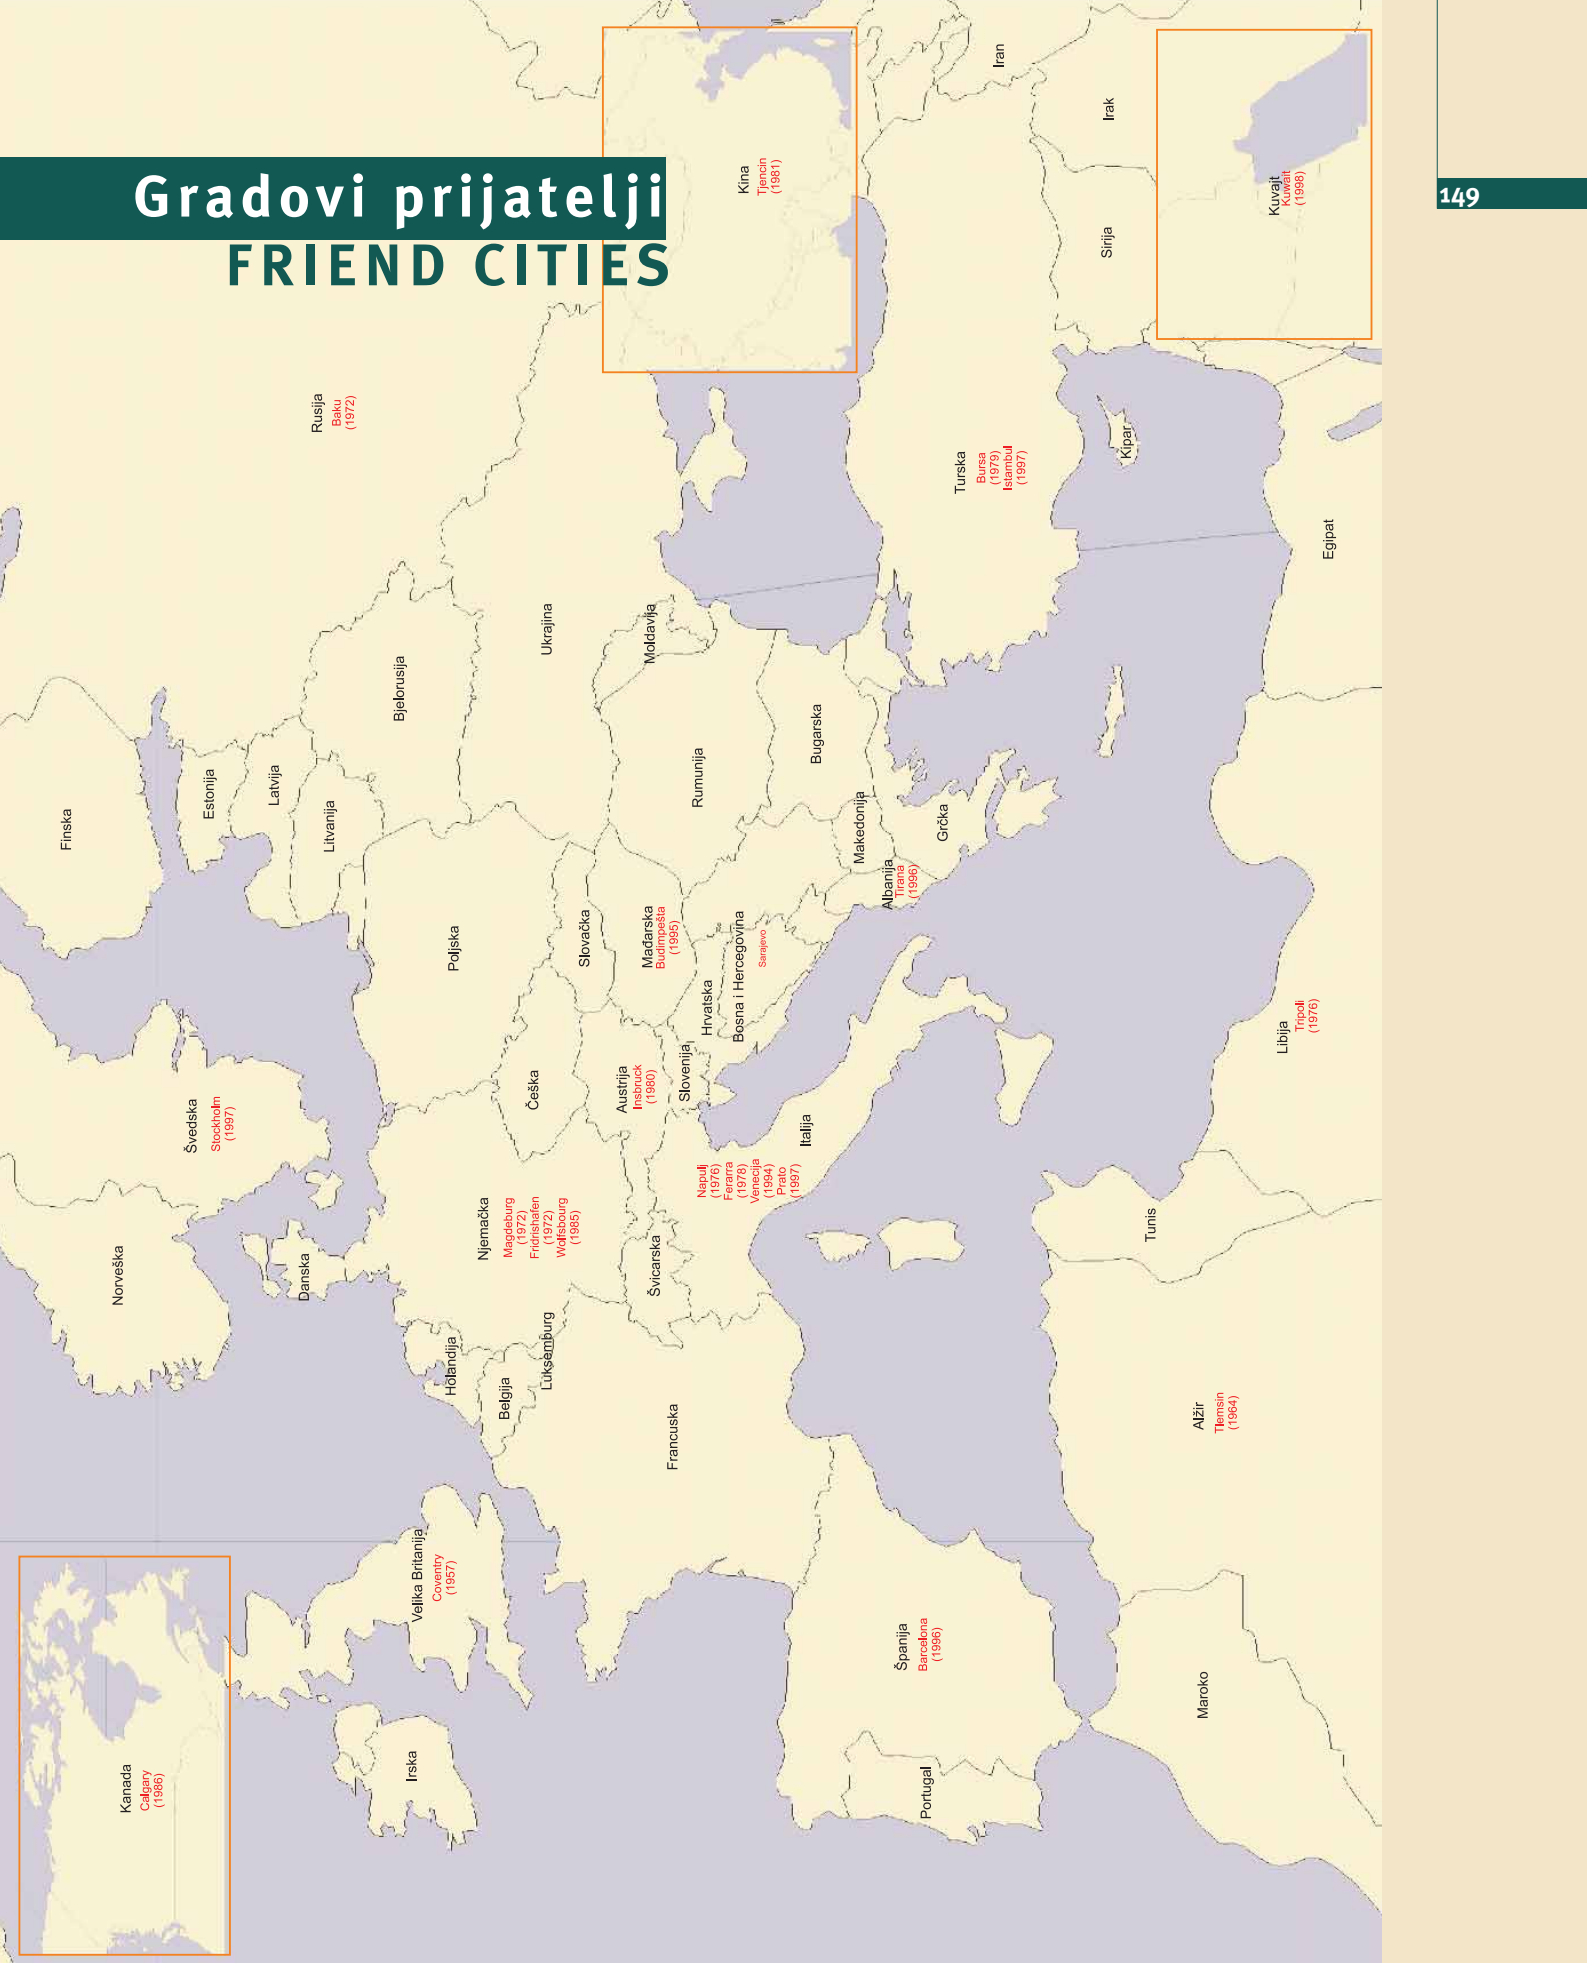 Gradovi prijatelji
FRIEND CITIES
149
Kanada
Calgary
(1986)
Kina
Tjencin
(1981)
Kuvajt
Kuwait
(1998)
Iran
Irak
Sirija
Rusija
Baku
(1972)
Turska
Bursa
(1979)
Istambul
(1997)
Kipar
Egipat
Finska
Estonija
Latvija
Litvanija
Bjelorusija
Ukrajina
Moldavija
Rumunija
Bugarska
Makedonija
Grčka
Albanija
Tirana
(1996)
Poljska
Slovačka
Mađarska
Budimpešta
(1995)
Hrvatska
Bosna i Hercegovina
Sarajevo
Slovenija
Švedska
Stockholm
(1997)
Češka
Austrija
Insbruck
(1980)
Italija
Napulj
(1976)
Ferarra
(1978)
Venecija
(1994)
Prato
(1997)
Libija
Tripoli
(1976)
Tunis
Norveška
Danska
Njemačka
Magdeburg
(1972)
Fridrishafen
(1972)
Wolfsbourg
(1985)
Švicarska
Holandija
Belgija
Luksemburg
Francuska
Alžir
Tlemsin
(1964)
Velika Britanija
Coventry
(1957)
Irska
Španija
Barcelona
(1996)
Portugal
Maroko